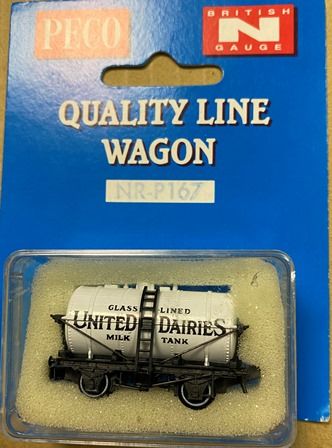 PECO
BRITISH
N
GAUGE
QUALITY LINE
WAGON
NR-P167
GLASS LINED
UNITED DAIRIES
MILK TANK